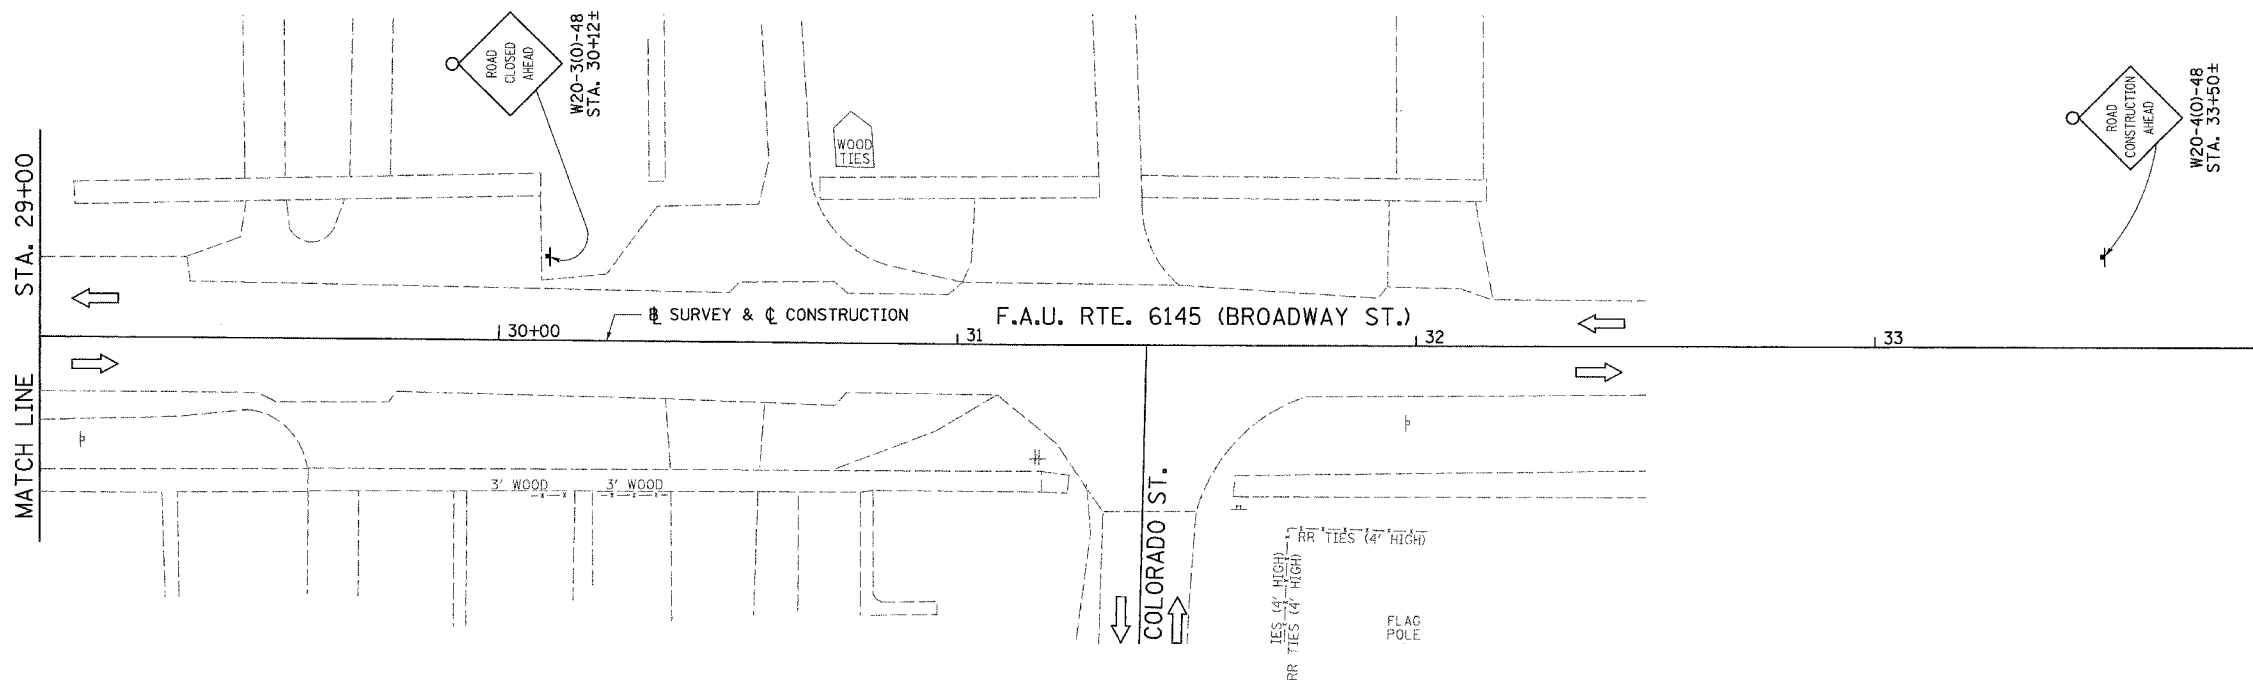 ROAD
CLOSED
AHEAD
W20-3(O)-48
STA. 30+12±
ROAD
CONSTRUCTION
AHEAD
W20-4(O)-48
STA. 33+50±
WOOD
TIES
MATCH LINE STA. 29+00
30+00
℄ SURVEY & ℄ CONSTRUCTION
31
F.A.U. RTE. 6145 (BROADWAY ST.)
32
33
3' WOOD
3' WOOD
COLORADO ST.
RR TIES (4' HIGH)
IES (4' HIGH)
RR TIES (4' HIGH)
FLAG
POLE